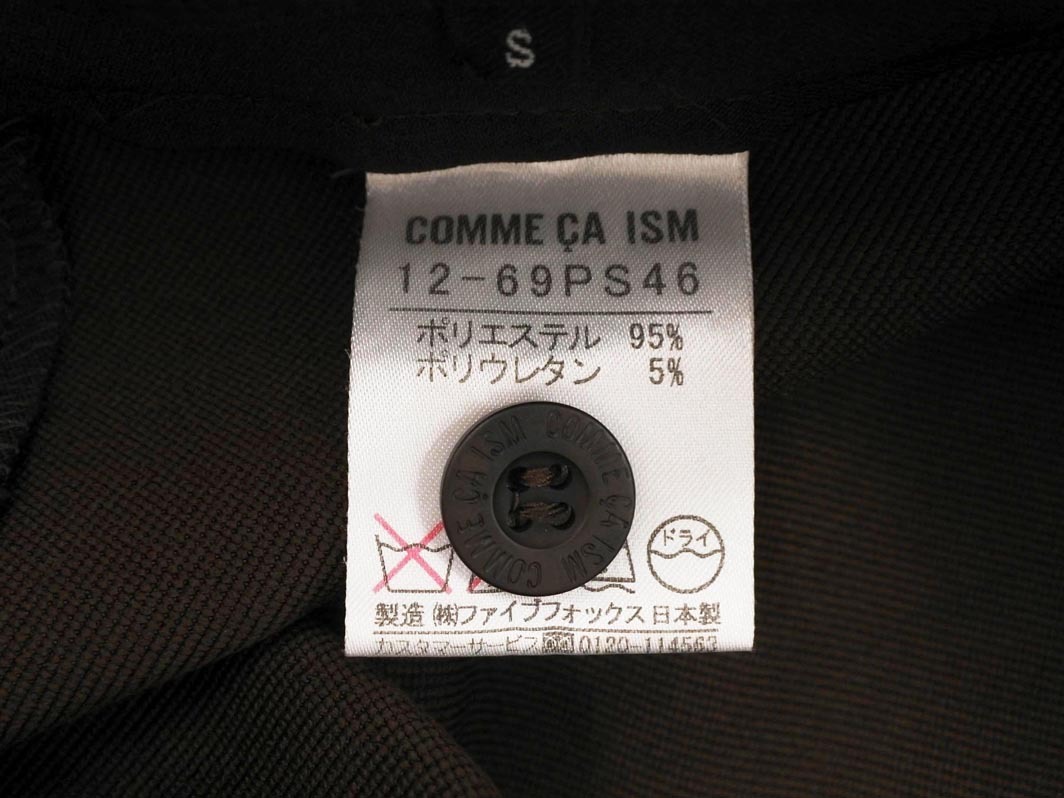 S
COMME ÇA ISM
12-69PS46
ポリエステル 95%
ポリウレタン 5%
COMME ÇA ISM COMME ÇA ISM
ドライ
製造 ㈱ファイブフォックス 日本製
カスタマーサービス 0120-114563